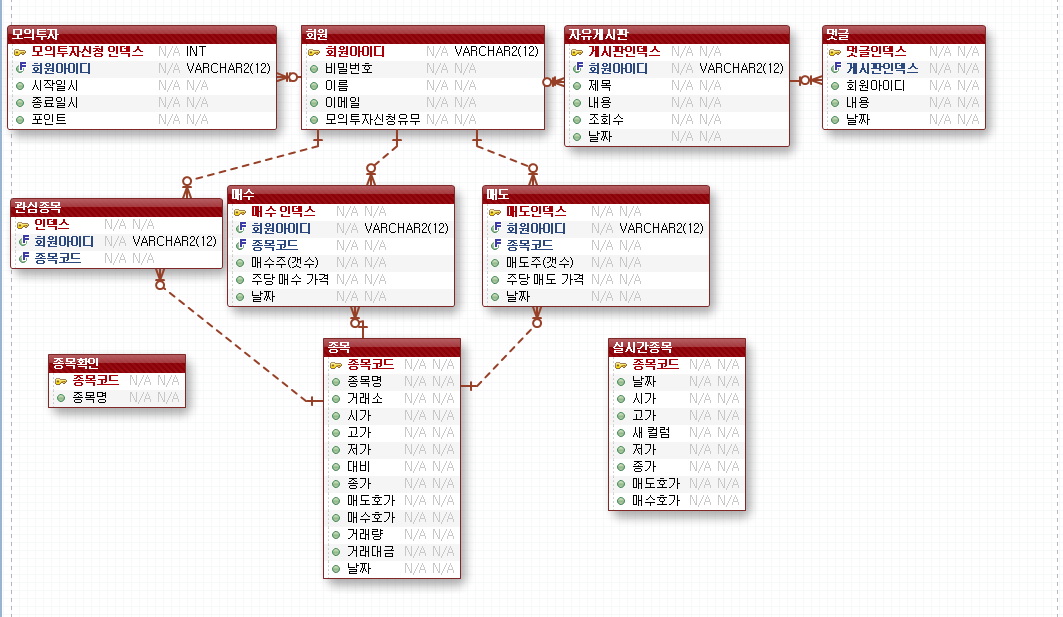 모의투자
모의투자신청 인덱스 N/A INT
회원아이디 N/A VARCHAR2(12)
시작일시 N/A N/A
종료일시 N/A N/A
포인트 N/A N/A
회원
회원아이디 N/A VARCHAR2(12)
비밀번호 N/A N/A
이름 N/A N/A
이메일 N/A N/A
모의투자신청유무 N/A N/A
자유게시판
게시판인덱스 N/A N/A
회원아이디 N/A VARCHAR2(12)
제목 N/A N/A
내용 N/A N/A
조회수 N/A N/A
날짜 N/A N/A
댓글
댓글인덱스 N/A N/A
게시판인덱스 N/A N/A
회원아이디 N/A N/A
내용 N/A N/A
날짜 N/A N/A
관심종목
인덱스 N/A N/A
회원아이디 N/A VARCHAR2(12)
종목코드 N/A N/A
매수
매수 인덱스 N/A N/A
회원아이디 N/A VARCHAR2(12)
종목코드 N/A N/A
매수주(갯수) N/A N/A
주당 매수 가격 N/A N/A
날짜 N/A N/A
매도
매도인덱스 N/A N/A
회원아이디 N/A VARCHAR2(12)
종목코드 N/A N/A
매도주(갯수) N/A N/A
주당 매도 가격 N/A N/A
날짜 N/A N/A
종목확인
종목코드 N/A N/A
종목명 N/A N/A
종목
종목코드 N/A N/A
종목명 N/A N/A
거래소 N/A N/A
시가 N/A N/A
고가 N/A N/A
저가 N/A N/A
대비 N/A N/A
종가 N/A N/A
매도호가 N/A N/A
매수호가 N/A N/A
거래량 N/A N/A
거래대금 N/A N/A
날짜 N/A N/A
실시간종목
종목코드 N/A N/A
날짜 N/A N/A
시가 N/A N/A
고가 N/A N/A
새 컬럼 N/A N/A
저가 N/A N/A
종가 N/A N/A
매도호가 N/A N/A
매수호가 N/A N/A